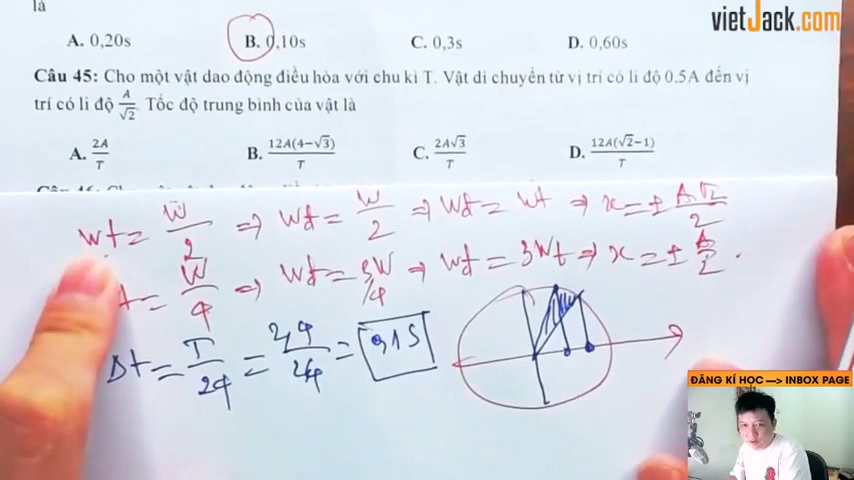 là
vietJack.com
A. 0,20s B. 0,10s C. 0,3s D. 0,60s
Câu 45: Cho một vật dao động điều hòa với chu kì T. Vật di chuyển từ vị trí có li độ 0,5A đến vị
trí có li độ A/√2. Tốc độ trung bình của vật là
A. 2A/T B. 12A(4−√3)/T C. 2A√3/T D. 12A(√2−1)/T
Wt = W/2 => Wđ = W/2 => Wđ = Wt => x = ± A√2/2
= W/4 => Wđ = 3W/4 => Wđ = 3Wt => x = ± A/2.
Δt = T/24 = 2,4/24 = 0,1S
ĐĂNG KÍ HỌC —> INBOX PAGE